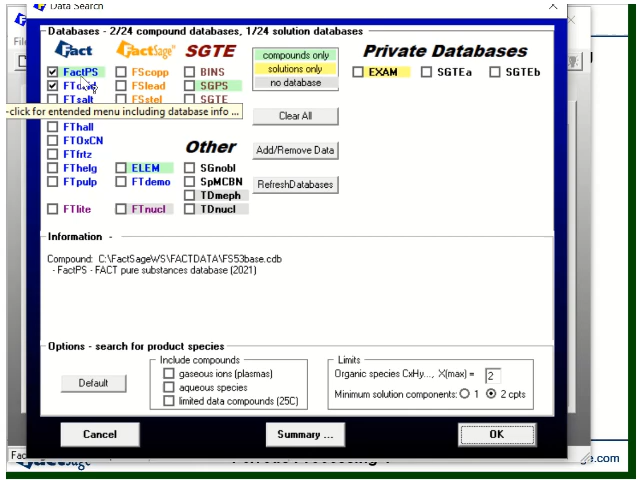 Data Search
Databases - 2/24 compound databases, 1/24 solution databases
Fact FactSage® SGTE Private Databases
compounds only
solutions only
no database
FactPS FScopp BINS EXAM SGTEa SGTEb
FToxid FSlead SGPS
FTsalt FSstel SGTE
-click for entended menu including database info ...
FThall Clear All
FTOxCN
FTfrtz Other Add/Remove Data
FThelg ELEM SGnobl
FTpulp FTdemo SpMCBN RefreshDatabases
TDmeph
FTlite FTnucl TDnucl
Information -
Compound: C:\FactSageWS\FACTDATA\FS53base.cdb
- FactPS - FACT pure substances database (2021)
Options - search for product species
Default
Include compounds
gaseous ions (plasmas)
aqueous species
limited data compounds (25C)
Limits
Organic species CxHy..., X(max) = 2
Minimum solution components: 1 2 cpts
Cancel Summary ... OK